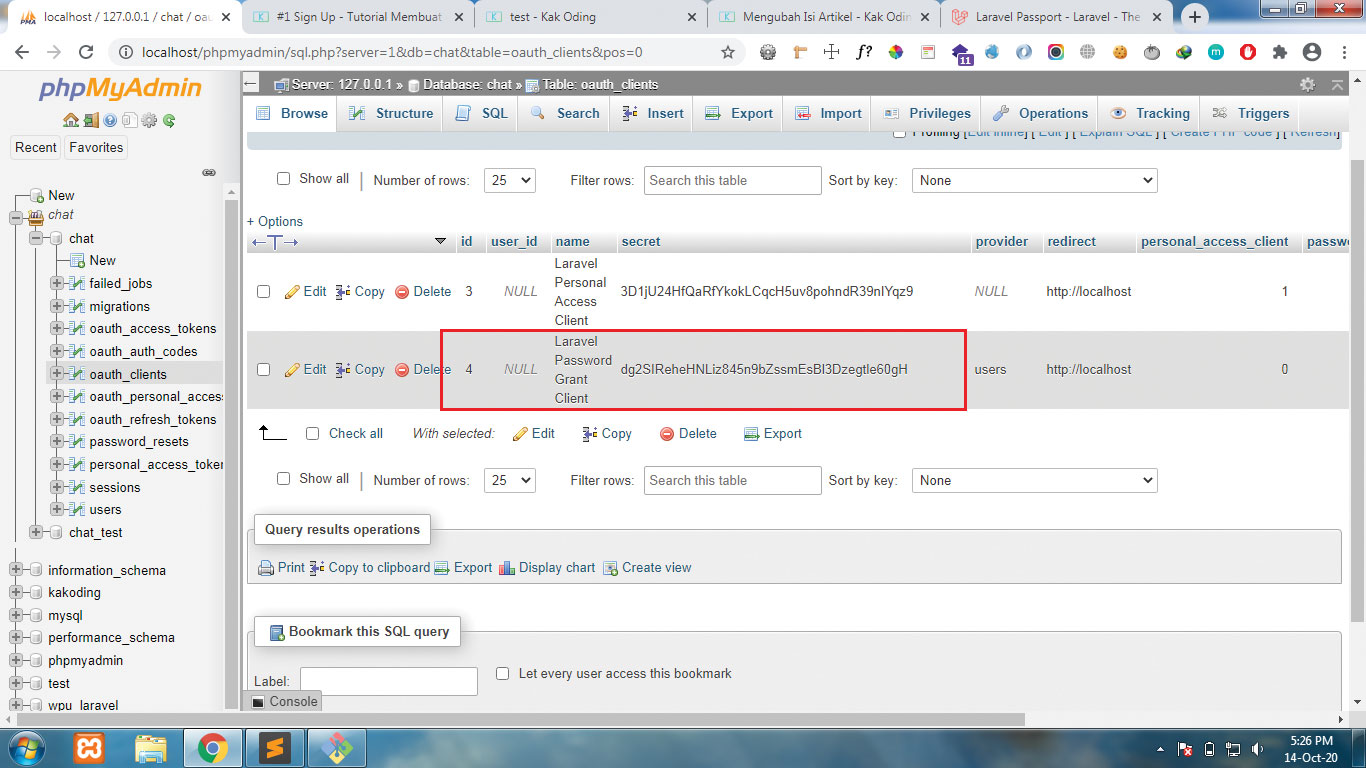 localhost / 127.0.0.1 / chat / oau
#1 Sign Up - Tutorial Membuat
test - Kak Oding
Mengubah Isi Artikel - Kak Odin
Laravel Passport - Laravel - The
localhost/phpmyadmin/sql.php?server=1&db=chat&table=oauth_clients&pos=0
f?
11
phpMyAdmin
Recent Favorites
New
chat
chat
New
failed_jobs
migrations
oauth_access_tokens
oauth_auth_codes
oauth_clients
oauth_personal_access
oauth_refresh_tokens
password_resets
personal_access_token
sessions
users
chat_test
information_schema
kakoding
mysql
performance_schema
phpmyadmin
test
wpu_laravel
Server: 127.0.0.1 » Database: chat » Table: oauth_clients
Browse Structure SQL Search Insert Export Import Privileges Operations Tracking Triggers
Profiling [Edit inline] [ Edit ] [ Explain SQL ] [ Create PHP code ] [ Refresh]
Show all | Number of rows: 25 Filter rows: Search this table Sort by key: None
+ Options
←T→ id user_id name secret provider redirect personal_access_client passwo
Edit Copy Delete 3 NULL Laravel
Personal
Access
Client
3D1jU24HfQaRfYkokLCqcH5uv8pohndR39nIYqz9 NULL http://localhost 1
Edit Copy Delete 4 NULL Laravel
Password
Grant
Client
dg2SIReheHNLiz845n9bZssmEsBI3Dzegtle60gH users http://localhost 0
Check all With selected: Edit Copy Delete Export
Show all | Number of rows: 25 Filter rows: Search this table Sort by key: None
Query results operations
Print Copy to clipboard Export Display chart Create view
Bookmark this SQL query
Label: Let every user access this bookmark
Console
5:26 PM
14-Oct-20